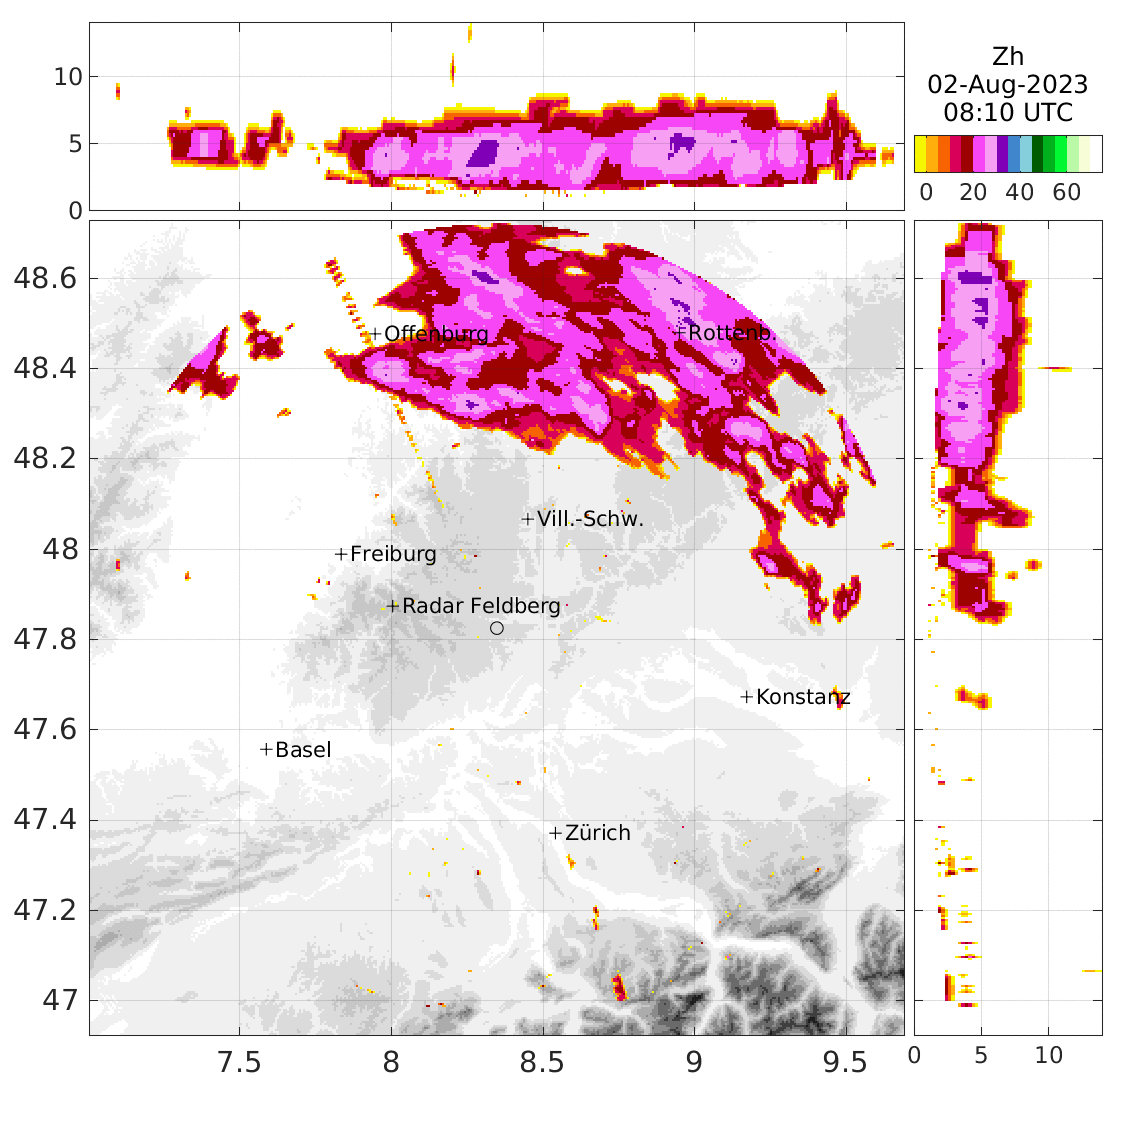 10
5
0
Zh
02-Aug-2023
08:10 UTC
0 20 40 60
48.6
48.4
48.2
48
47.8
47.6
47.4
47.2
47
+Offenburg
+Rottenb.
+Vill.-Schw.
+Freiburg
+Radar Feldberg
+Konstanz
+Basel
+Zürich
7.5 8 8.5 9 9.5
0 5 10